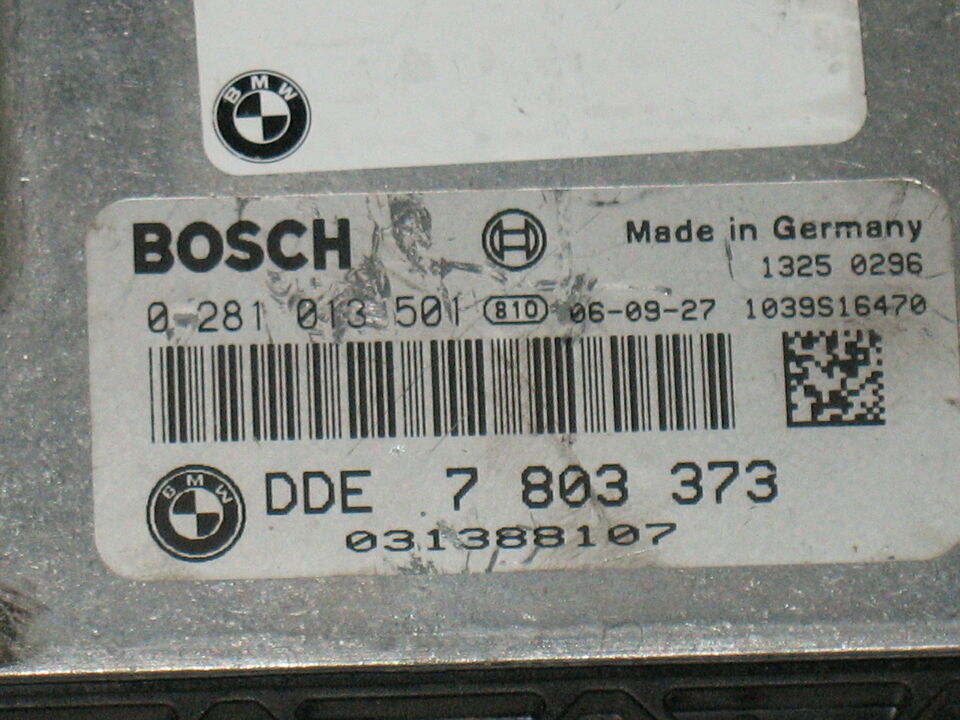 BMW
BOSCH
Made in Germany
1325 0296
0 281 013 501 810 06-09-27 1039S16470
BMW DDE 7 803 373
031388107